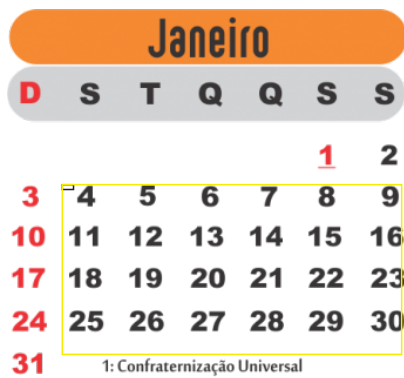 Janeiro
D S T Q Q S S
1 2
3 4 5 6 7 8 9
10 11 12 13 14 15 16
17 18 19 20 21 22 23
24 25 26 27 28 29 30
31
1: Confraternização Universal